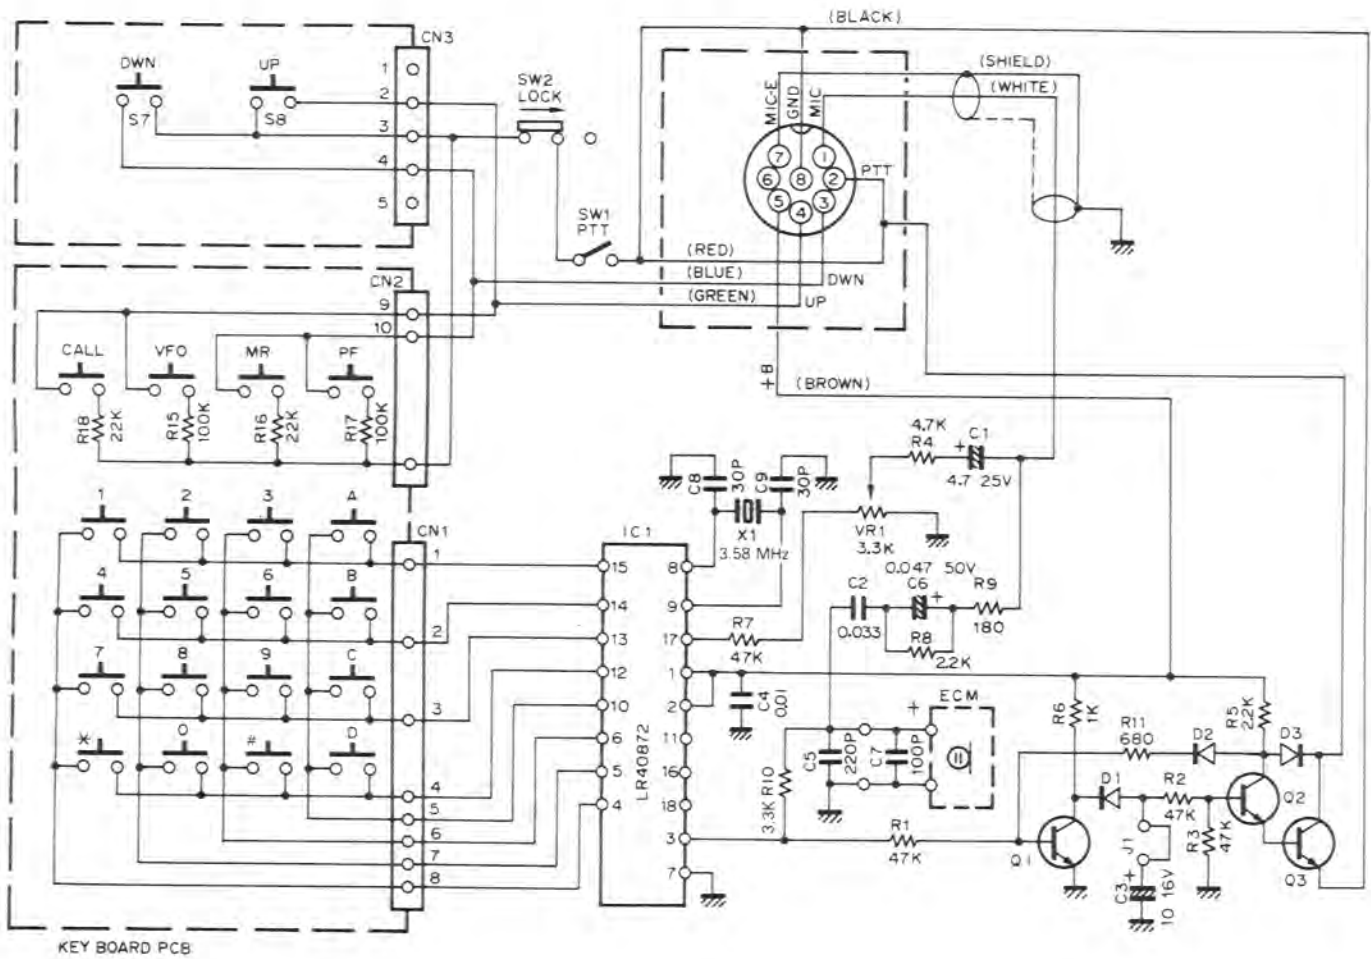 (BLACK)
CN3
DWN
UP
S7
S8
1
2
3
4
5
SW2
LOCK
SW1
PTT
MIC-E
GND
MIC
7
1
6
8
2
5
4
3
PTT
(SHIELD)
(WHITE)
(RED)
(BLUE)
(GREEN)
DWN
UP
+B
(BROWN)
CN2
9
10
CALL
VFO
MR
PF
R18
22K
R15
100K
R16
22K
R17
100K
1
2
3
A
4
5
6
B
7
8
9
C
*
0
#
D
CN1
1
2
3
4
5
6
7
8
KEY BOARD PCB
IC1
LR40872
15
14
13
12
10
6
5
4
8
9
17
1
2
11
16
18
3
7
C8
30P
C9
30P
X1
3.58 MHz
4.7K
R4
C1
+
4.7 25V
VR1
3.3K
R7
47K
0.047 50V
C2
C6
+
R9
0.033
180
R8
2.2K
C4
0.01
ECM
+
C5
220P
C7
100P
3.3K R10
R1
47K
R6
1K
R11
680
D2
R5
22K
D3
D1
R2
47K
R3
47K
Q1
Q2
Q3
J1
C3
+
10 16V